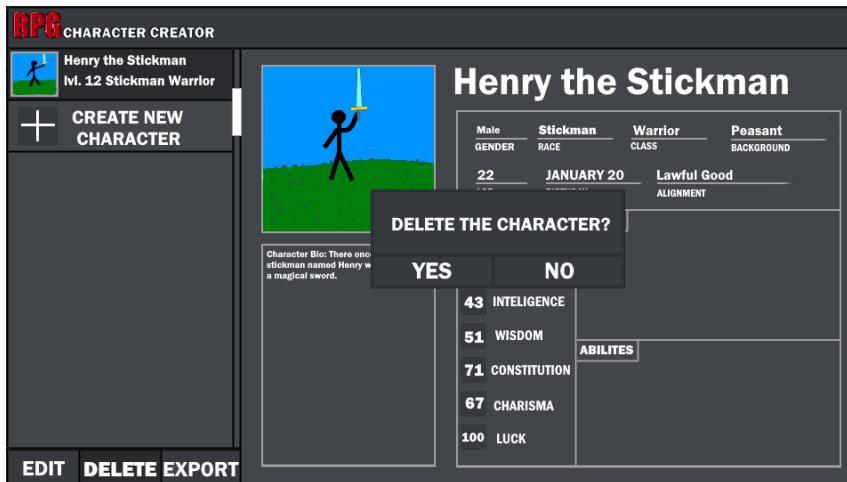 RPG CHARACTER CREATOR
Henry the Stickman
lvl. 12 Stickman Warrior
CREATE NEW
CHARACTER
EDIT DELETE EXPORT
Henry the Stickman
Male Stickman Warrior Peasant
GENDER RACE CLASS BACKGROUND
22 JANUARY 20 Lawful Good
ALIGNMENT
DELETE THE CHARACTER?
YES NO
Character Bio: There once
stickman named Henry
a magical sword.
43 INTELIGENCE
51 WISDOM
71 CONSTITUTION
67 CHARISMA
100 LUCK
ABILITES